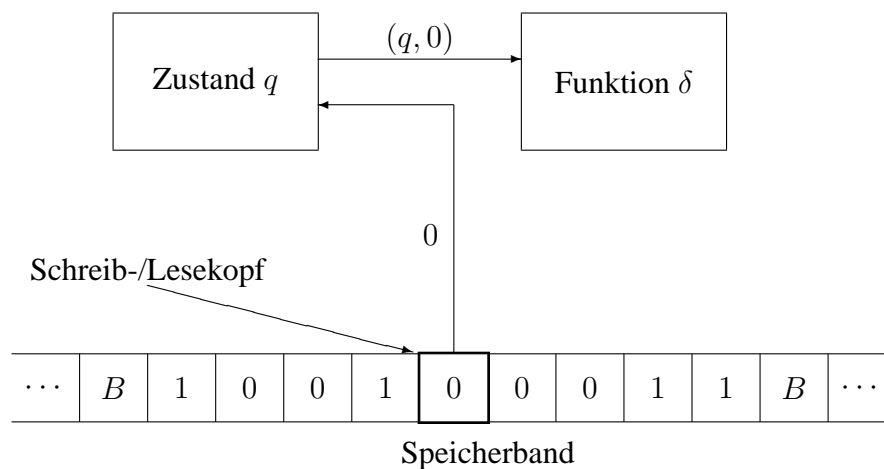 (q, 0)
Zustand q
Funktion δ
0
Schreib-/Lesekopf
··· B 1 0 0 1 0 0 0 1 1 B ···
Speicherband